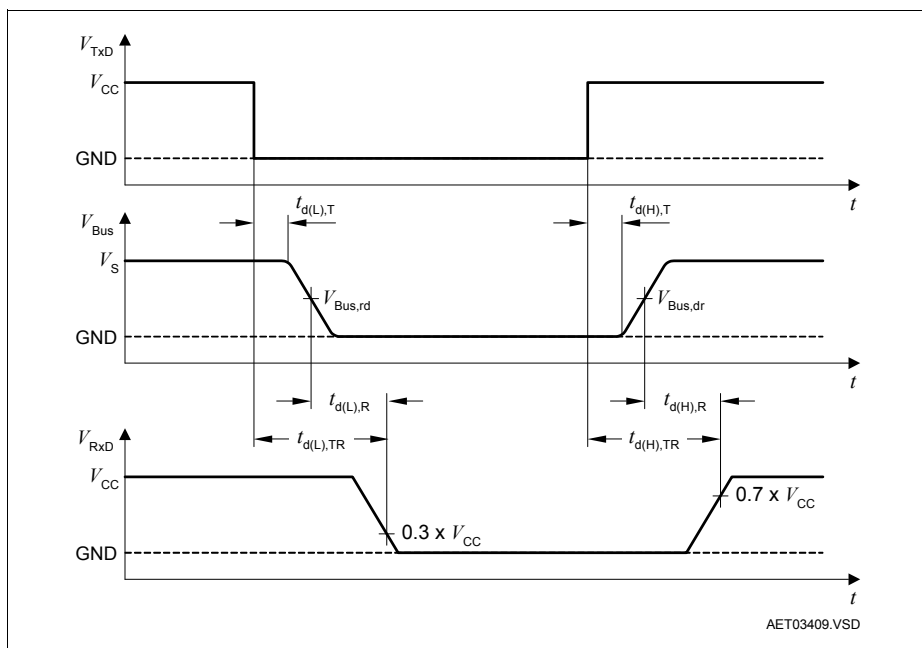 V_TxD
V_CC
GND
t
t_d(L),T
t_d(H),T
V_Bus
V_S
V_Bus,rd
V_Bus,dr
GND
t
t_d(L),R
t_d(H),R
V_RxD
t_d(L),TR
t_d(H),TR
V_CC
0.7 x V_CC
0.3 x V_CC
GND
t
AET03409.VSD